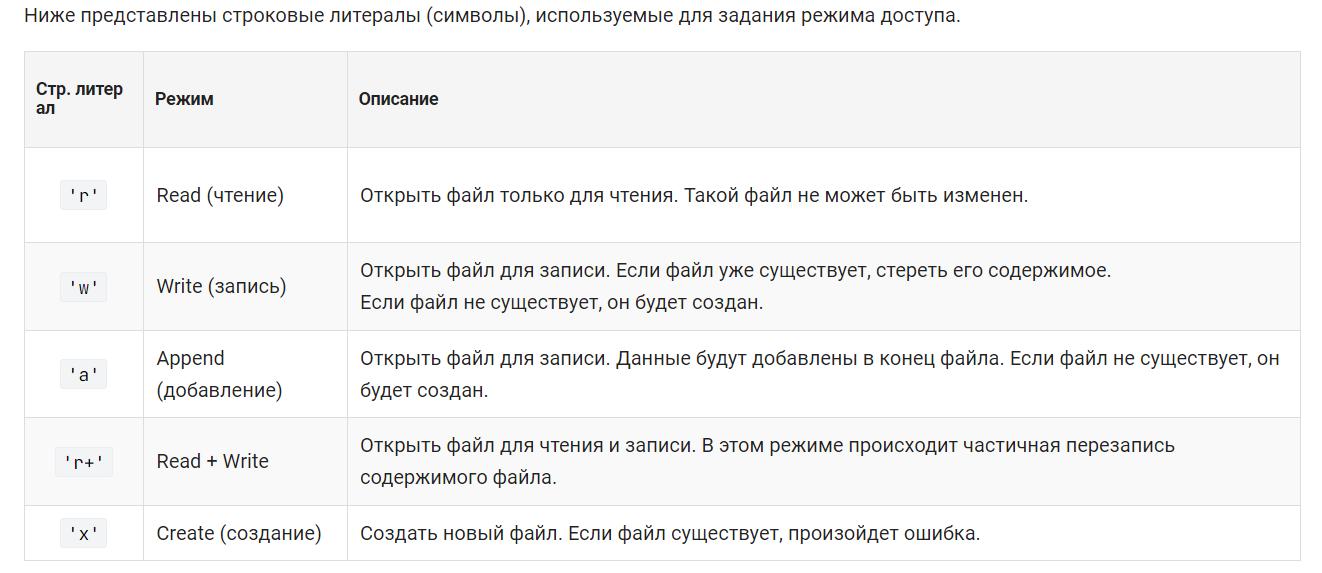 Ниже представлены строковые литералы (символы), используемые для задания режима доступа.
Стр. литер
ал
Режим
Описание
'r'
Read (чтение)
Открыть файл только для чтения. Такой файл не может быть изменен.
'w'
Write (запись)
Открыть файл для записи. Если файл уже существует, стереть его содержимое.
Если файл не существует, он будет создан.
'a'
Append
(добавление)
Открыть файл для записи. Данные будут добавлены в конец файла. Если файл не существует, он
будет создан.
'r+'
Read + Write
Открыть файл для чтения и записи. В этом режиме происходит частичная перезапись
содержимого файла.
'x'
Create (создание)
Создать новый файл. Если файл существует, произойдет ошибка.